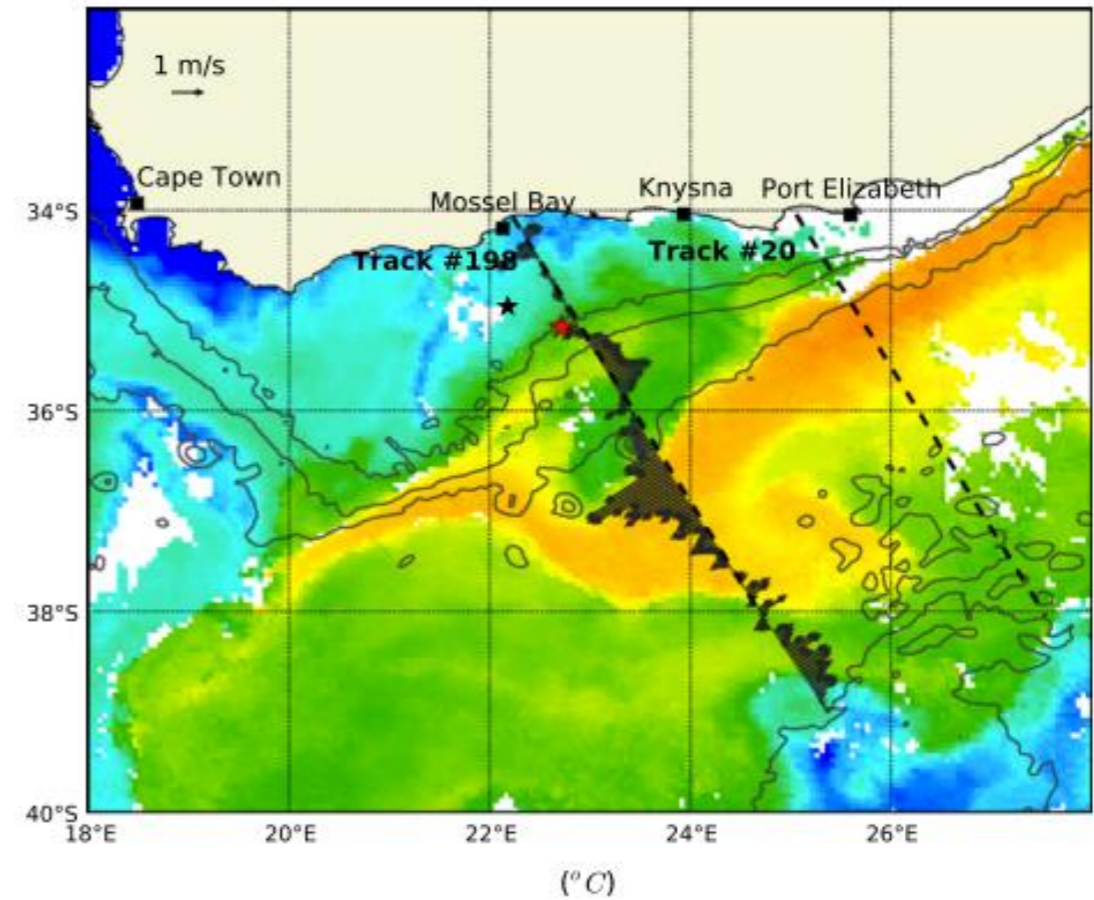 1 m/s
Cape Town
Mossel Bay
Knysna
Port Elizabeth
34°S
Track #198
Track #20
36°S
38°S
40°S
18°E
20°E
22°E
24°E
26°E
(°C)